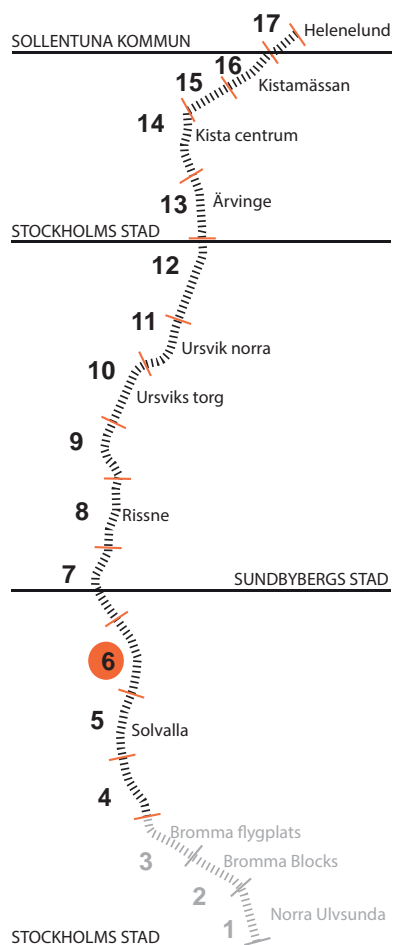 17 Helenelund
SOLLENTUNA KOMMUN
16
15 Kistamässan
14
Kista centrum
13 Ärvinge
STOCKHOLMS STAD
12
11
Ursvik norra
10
Ursviks torg
9
8 Rissne
7 SUNDBYBERGS STAD
6
5 Solvalla
4
Bromma flygplats
3 Bromma Blocks
2
Norra Ulvsunda
1
STOCKHOLMS STAD